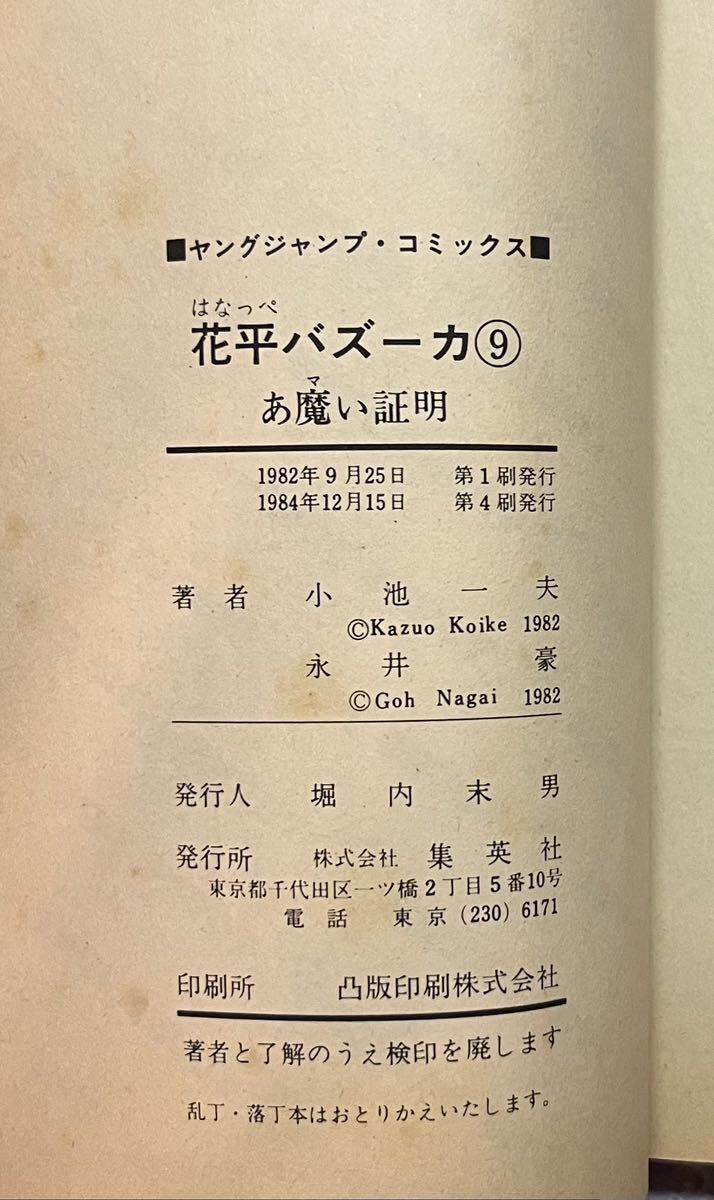 ■ヤングジャンプ・コミックス■
はなっぺ
花平バズーカ⑨
マ
あ魔い証明
1982年9月25日 第1刷発行
1984年12月15日 第4刷発行
著者 小池一夫
©Kazuo Koike 1982
永井豪
©Goh Nagai 1982
発行人 堀内末男
発行所 株式会社 集英社
東京都千代田区一ツ橋2丁目5番10号
電話 東京(230)6171
印刷所 凸版印刷株式会社
著者と了解のうえ検印を廃します
乱丁・落丁本はおとりかえいたします。